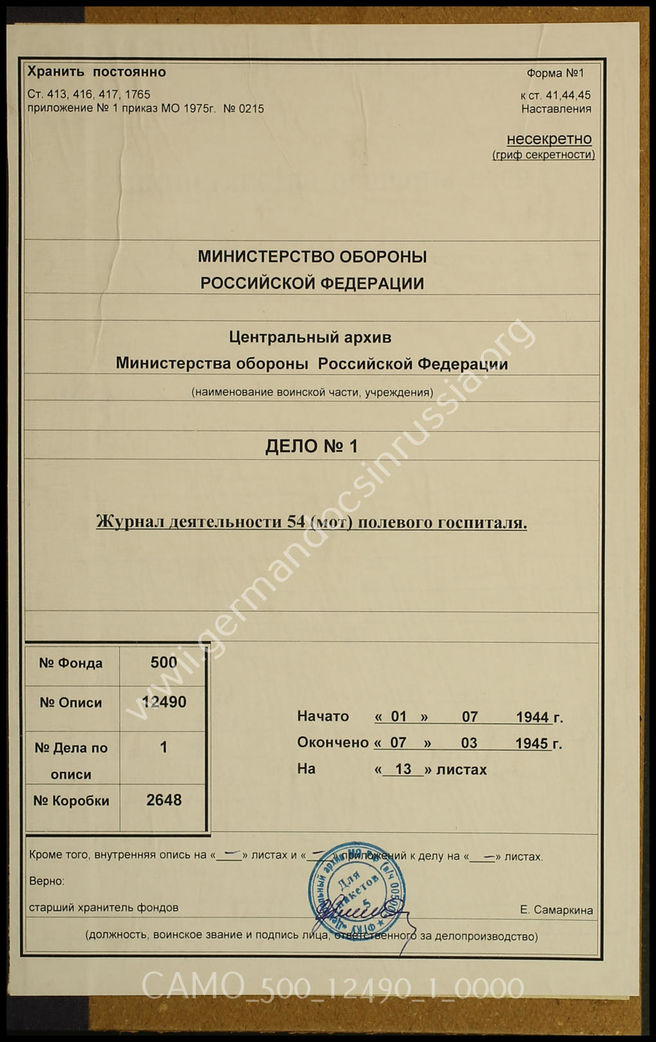 Хранить постоянно
Форма №1
Ст. 413, 416, 417, 1765
к ст. 41,44,45
приложение № 1 приказ МО 1975г. № 0215
Наставления
несекретно
(гриф секретности)
МИНИСТЕРСТВО ОБОРОНЫ
РОССИЙСКОЙ ФЕДЕРАЦИИ
Центральный архив
Министерства обороны Российской Федерации
(наименование воинской части, учреждения)
ДЕЛО № 1
Журнал деятельности 54 (мот) полевого госпиталя.
№ Фонда 500
№ Описи 12490
№ Дела по описи 1
№ Коробки 2648
Начато « 01 » 07 1944 г.
Окончено « 07 » 03 1945 г.
На « 13 » листах
Кроме того, внутренняя опись на « — » листах и « — » приложений к делу на « — » листах.
Верно:
старший хранитель фондов
Е. Самаркина
(должность, воинское звание и подпись лица, ответственного за делопроизводство)
Для
пакетов
5
www.germandocsinrussia.org
CAMO_500_12490_1_0000